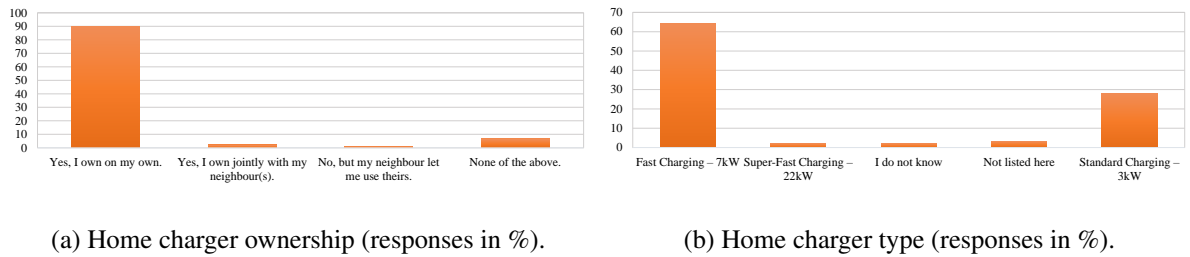 100
90
80
70
60
50
40
30
20
10
0
Yes, I own on my own.
Yes, I own jointly with my
neighbour(s).
No, but my neighbour let
me use theirs.
None of the above.
(a) Home charger ownership (responses in %).
70
60
50
40
30
20
10
0
Fast Charging – 7kW
Super-Fast Charging –
22kW
I do not know
Not listed here
Standard Charging –
3kW
(b) Home charger type (responses in %).